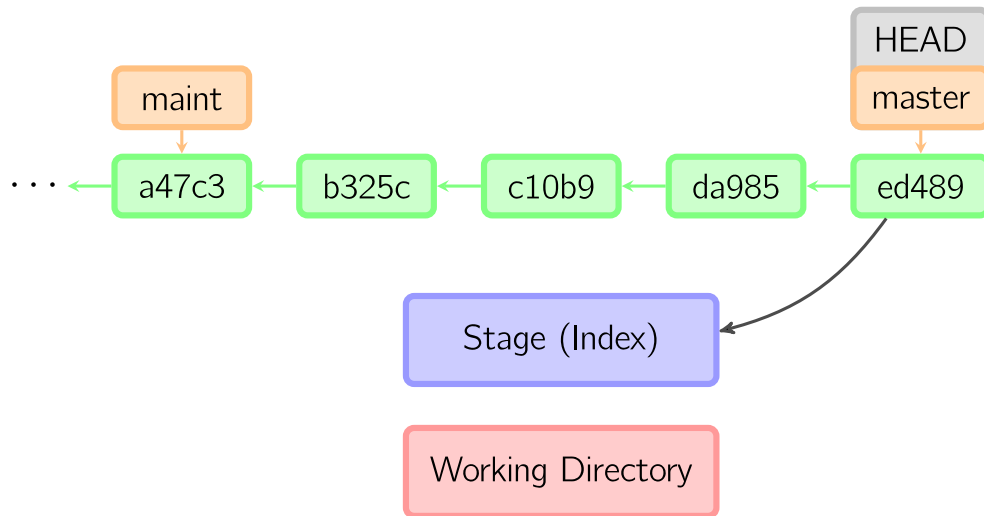 HEAD
maint
master
...
a47c3
b325c
c10b9
da985
ed489
Stage (Index)
Working Directory